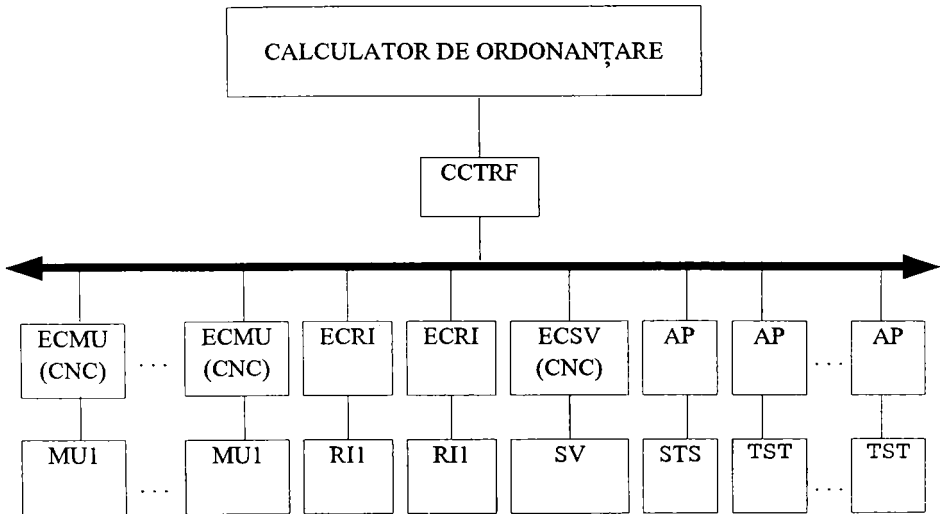 CALCULATOR DE ORDONANȚARE
CCTRF
ECMU ECMU ECRI ECRI ECSV AP AP AP
(CNC) ... (CNC) (CNC) ...
MU1 MU1 RI1 RI1 SV STS TST TST
... ...